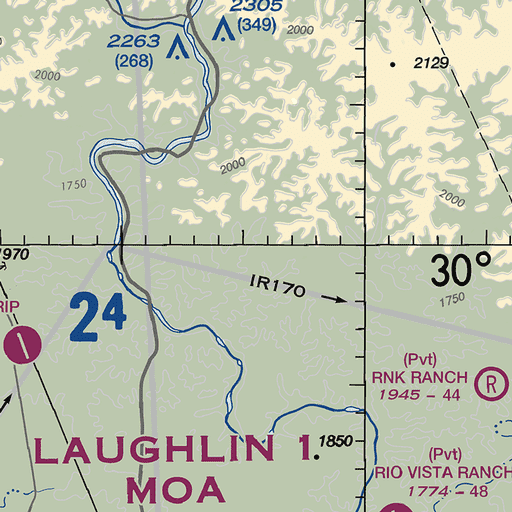 2305
(349)
2000
2263
(268)
2000
2129
2000
1750
2000
970
30°
IR170
1750
24
RIP
(Pvt)
RNK RANCH
R
1945 – 44
LAUGHLIN 1
1850
MOA
(Pvt)
RIO VISTA RANCH
1774 – 48